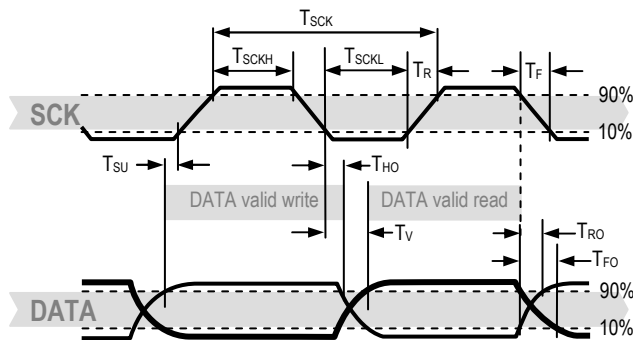 TSCK
TSCKH TSCKL TR TF
90%
SCK
10%
TSU THO
DATA valid write DATA valid read
TV TRO
TFO
90%
DATA
10%